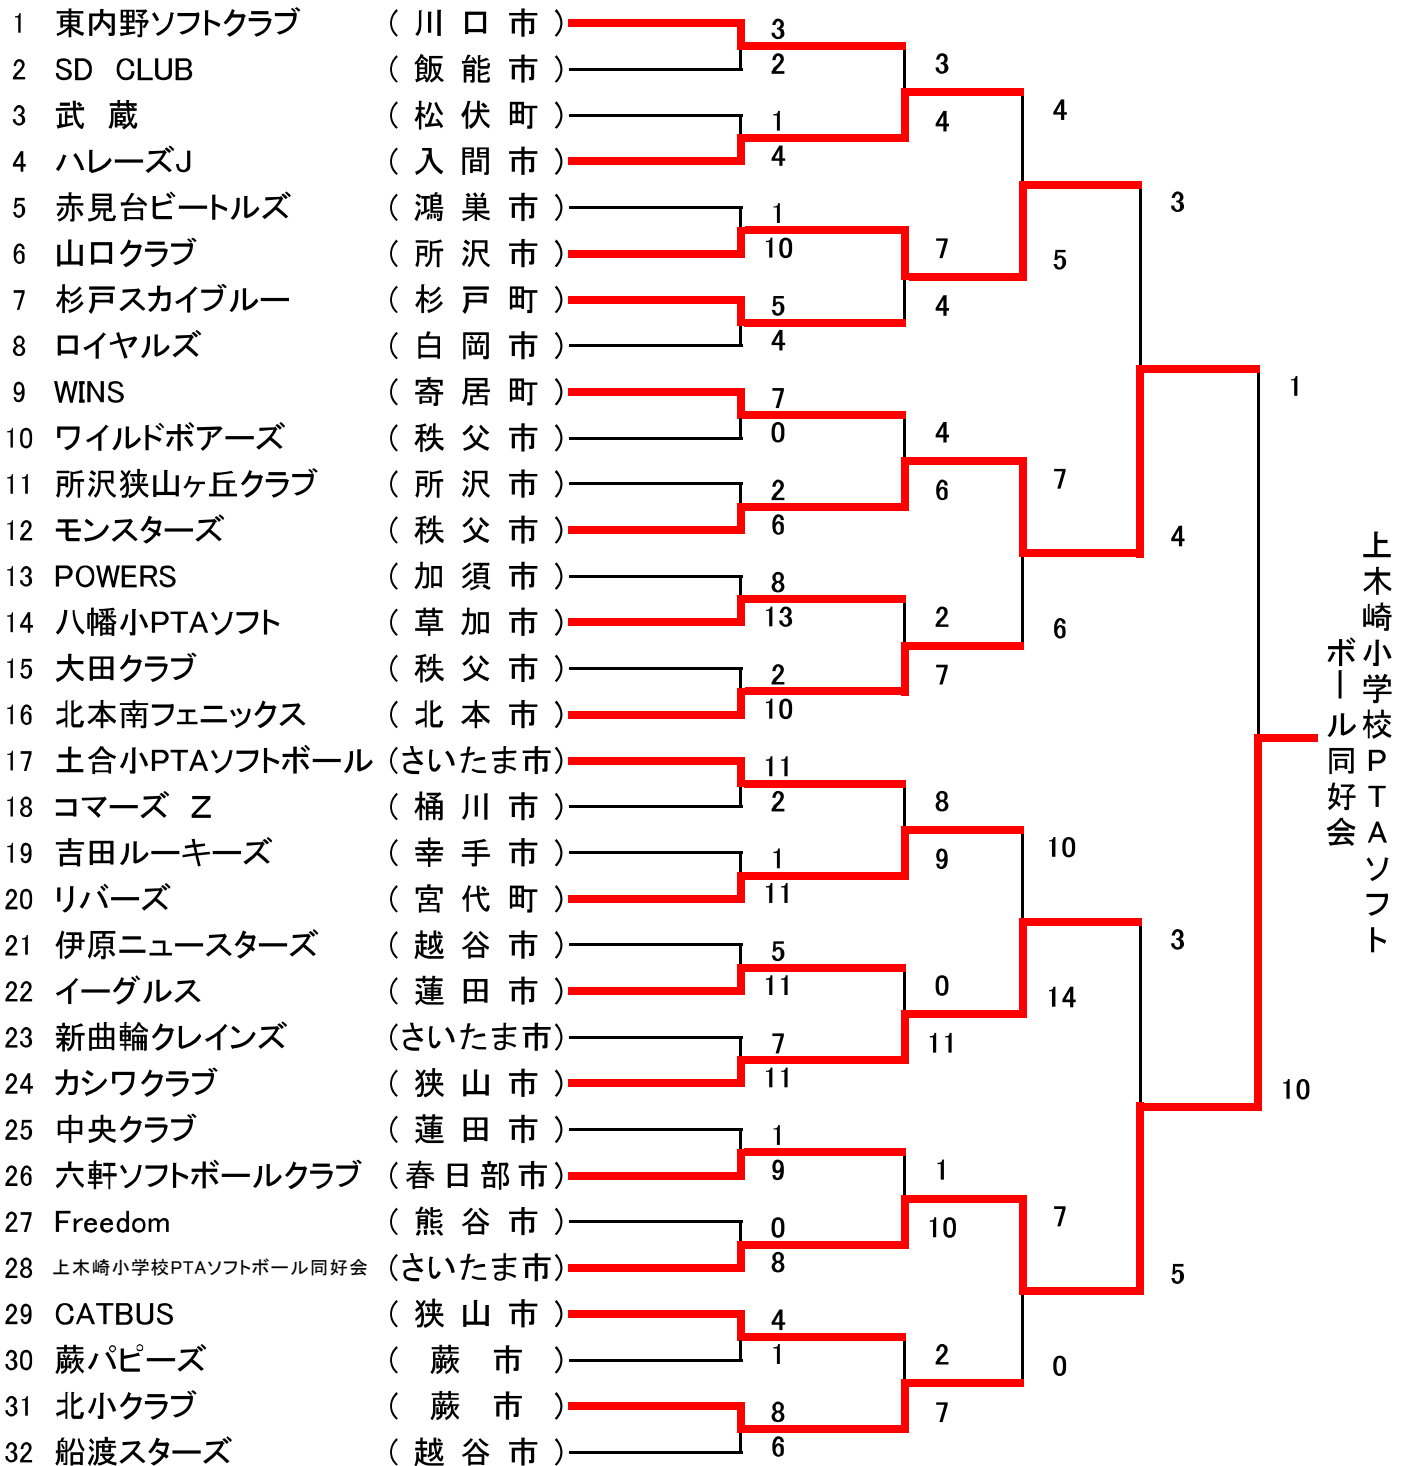 1 東内野ソフトクラブ (川口市) 3
2 SD CLUB (飯能市) 2
3 武蔵 (松伏町) 1
4 ハレーズJ (入間市) 4
5 赤見台ビートルズ (鴻巣市) 1
6 山口クラブ (所沢市) 10
7 杉戸スカイブルー (杉戸町) 5
8 ロイヤルズ (白岡市) 4
9 WINS (寄居町) 7
10 ワイルドボアーズ (秩父市) 0
11 所沢狭山ヶ丘クラブ (所沢市) 2
12 モンスターズ (秩父市) 6
13 POWERS (加須市) 8
14 八幡小PTAソフト (草加市) 13
15 大田クラブ (秩父市) 2
16 北本南フェニックス (北本市) 10
17 土合小PTAソフトボール (さいたま市) 11
18 コマーズ Z (桶川市) 2
19 吉田ルーキーズ (幸手市) 1
20 リバーズ (宮代町) 11
21 伊原ニュースターズ (越谷市) 5
22 イーグルス (蓮田市) 11
23 新曲輪クレインズ (さいたま市) 7
24 カシワクラブ (狭山市) 11
25 中央クラブ (蓮田市) 1
26 六軒ソフトボールクラブ (春日部市) 9
27 Freedom (熊谷市) 0
28 上木崎小学校PTAソフトボール同好会 (さいたま市) 8
29 CATBUS (狭山市) 4
30 蕨パピーズ (蕨市) 1
31 北小クラブ (蕨市) 8
32 船渡スターズ (越谷市) 6
3
4
7
4
4
6
2
7
8
9
0
11
1
10
2
7
4
5
7
6
10
14
7
0
3
4
3
5
1
10
上木崎小学校PTAソフト
ボール同好会